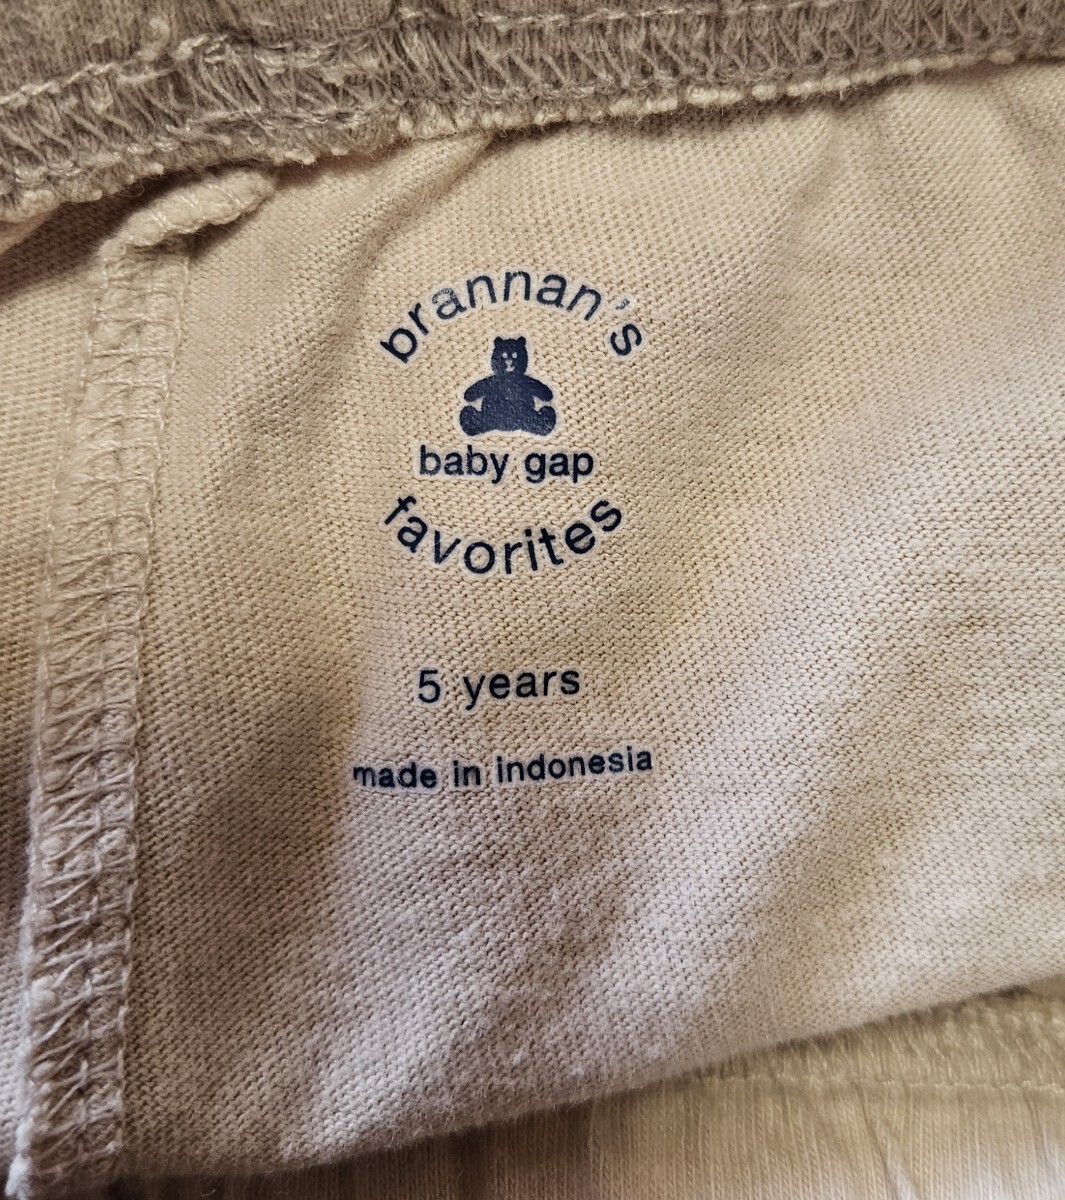 brannan's
baby gap
favorites
5 years
made in indonesia